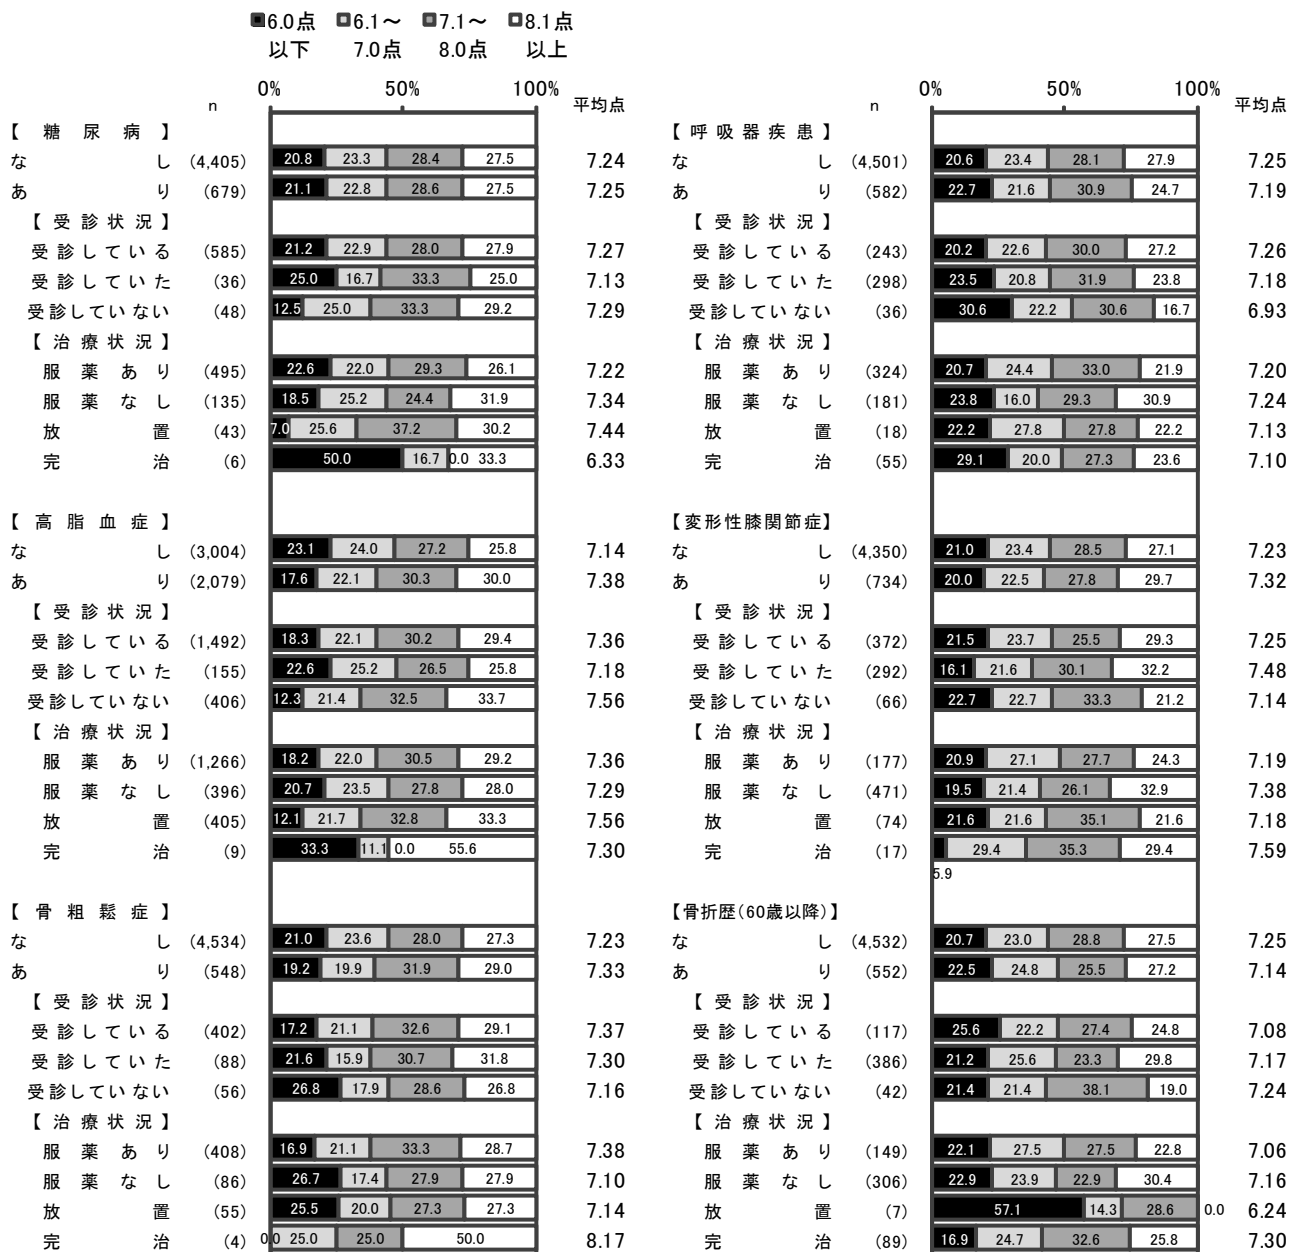 ■6.0点以下 □6.1～7.0点 ■7.1～8.0点 □8.1点以上
n 0% 50% 100% 平均点
【糖尿病】
なし (4,405) 20.8 23.3 28.4 27.5 7.24
あり (679) 21.1 22.8 28.6 27.5 7.25
【受診状況】
受診している (585) 21.2 22.9 28.0 27.9 7.27
受診していた (36) 25.0 16.7 33.3 25.0 7.13
受診していない (48) 12.5 25.0 33.3 29.2 7.29
【治療状況】
服薬あり (495) 22.6 22.0 29.3 26.1 7.22
服薬なし (135) 18.5 25.2 24.4 31.9 7.34
放置 (43) 7.0 25.6 37.2 30.2 7.44
完治 (6) 50.0 16.7 0.0 33.3 6.33
【高脂血症】
なし (3,004) 23.1 24.0 27.2 25.8 7.14
あり (2,079) 17.6 22.1 30.3 30.0 7.38
【受診状況】
受診している (1,492) 18.3 22.1 30.2 29.4 7.36
受診していた (155) 22.6 25.2 26.5 25.8 7.18
受診していない (406) 12.3 21.4 32.5 33.7 7.56
【治療状況】
服薬あり (1,266) 18.2 22.0 30.5 29.2 7.36
服薬なし (396) 20.7 23.5 27.8 28.0 7.29
放置 (405) 12.1 21.7 32.8 33.3 7.56
完治 (9) 33.3 11.1 0.0 55.6 7.30
【骨粗鬆症】
なし (4,534) 21.0 23.6 28.0 27.3 7.23
あり (548) 19.2 19.9 31.9 29.0 7.33
【受診状況】
受診している (402) 17.2 21.1 32.6 29.1 7.37
受診していた (88) 21.6 15.9 30.7 31.8 7.30
受診していない (56) 26.8 17.9 28.6 26.8 7.16
【治療状況】
服薬あり (408) 16.9 21.1 33.3 28.7 7.38
服薬なし (86) 26.7 17.4 27.9 27.9 7.10
放置 (55) 25.5 20.0 27.3 27.3 7.14
完治 (4) 0.0 25.0 25.0 50.0 8.17
n 0% 50% 100% 平均点
【呼吸器疾患】
なし (4,501) 20.6 23.4 28.1 27.9 7.25
あり (582) 22.7 21.6 30.9 24.7 7.19
【受診状況】
受診している (243) 20.2 22.6 30.0 27.2 7.26
受診していた (298) 23.5 20.8 31.9 23.8 7.18
受診していない (36) 30.6 22.2 30.6 16.7 6.93
【治療状況】
服薬あり (324) 20.7 24.4 33.0 21.9 7.20
服薬なし (181) 23.8 16.0 29.3 30.9 7.24
放置 (18) 22.2 27.8 27.8 22.2 7.13
完治 (55) 29.1 20.0 27.3 23.6 7.10
【変形性膝関節症】
なし (4,350) 21.0 23.4 28.5 27.1 7.23
あり (734) 20.0 22.5 27.8 29.7 7.32
【受診状況】
受診している (372) 21.5 23.7 25.5 29.3 7.25
受診していた (292) 16.1 21.6 30.1 32.2 7.48
受診していない (66) 22.7 22.7 33.3 21.2 7.14
【治療状況】
服薬あり (177) 20.9 27.1 27.7 24.3 7.19
服薬なし (471) 19.5 21.4 26.1 32.9 7.38
放置 (74) 21.6 21.6 35.1 21.6 7.18
完治 (17) 29.4 35.3 29.4 7.59
5.9
【骨折歴(60歳以降)】
なし (4,532) 20.7 23.0 28.8 27.5 7.25
あり (552) 22.5 24.8 25.5 27.2 7.14
【受診状況】
受診している (117) 25.6 22.2 27.4 24.8 7.08
受診していた (386) 21.2 25.6 23.3 29.8 7.17
受診していない (42) 21.4 21.4 38.1 19.0 7.24
【治療状況】
服薬あり (149) 22.1 27.5 27.5 22.8 7.06
服薬なし (306) 22.9 23.9 22.9 30.4 7.16
放置 (7) 57.1 14.3 28.6 0.0 6.24
完治 (89) 16.9 24.7 32.6 25.8 7.30